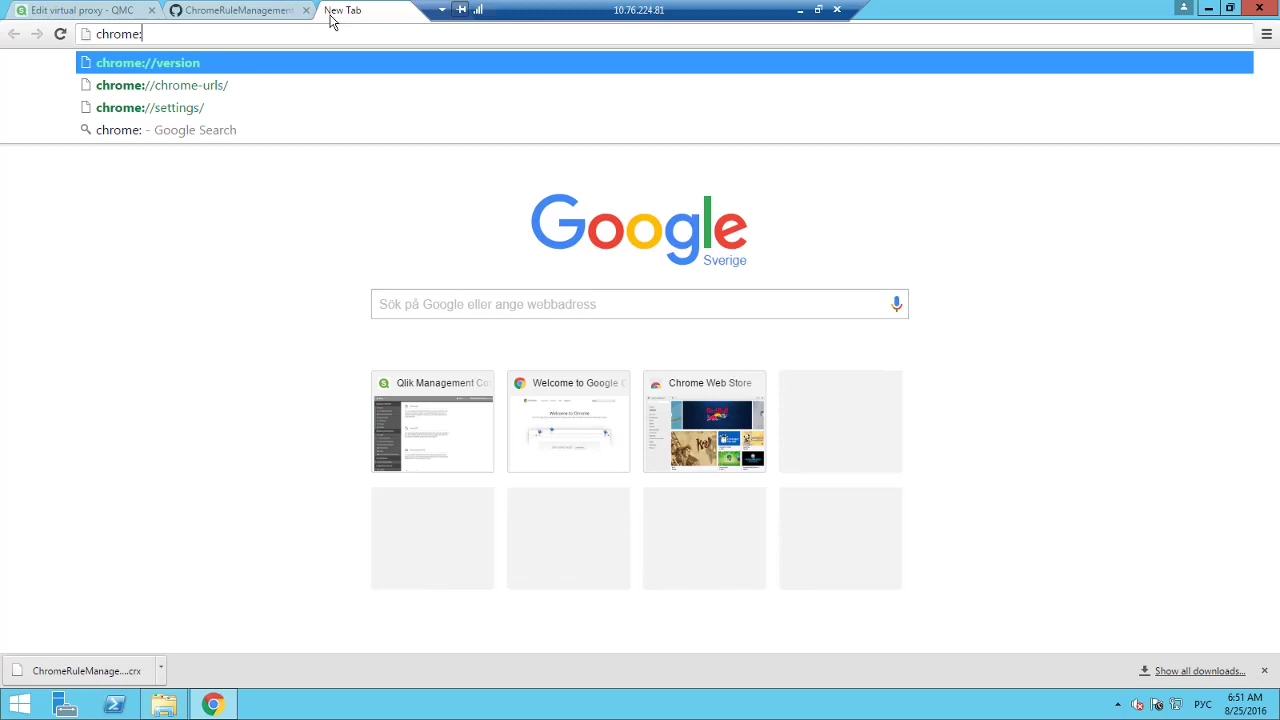 Edit virtual proxy - QMC
ChromeRuleManagement
New Tab
10.76.224.81
chrome:
chrome://version
chrome://chrome-urls/
chrome://settings/
chrome: - Google Search
Google
Sverige
Sök på Google eller ange webbadress
Qlik Management Co
Welcome to Google C
Chrome Web Store
Welcome to Chrome
ChromeRuleManage....crx
Show all downloads...
РУС
6:51 AM
8/25/2016